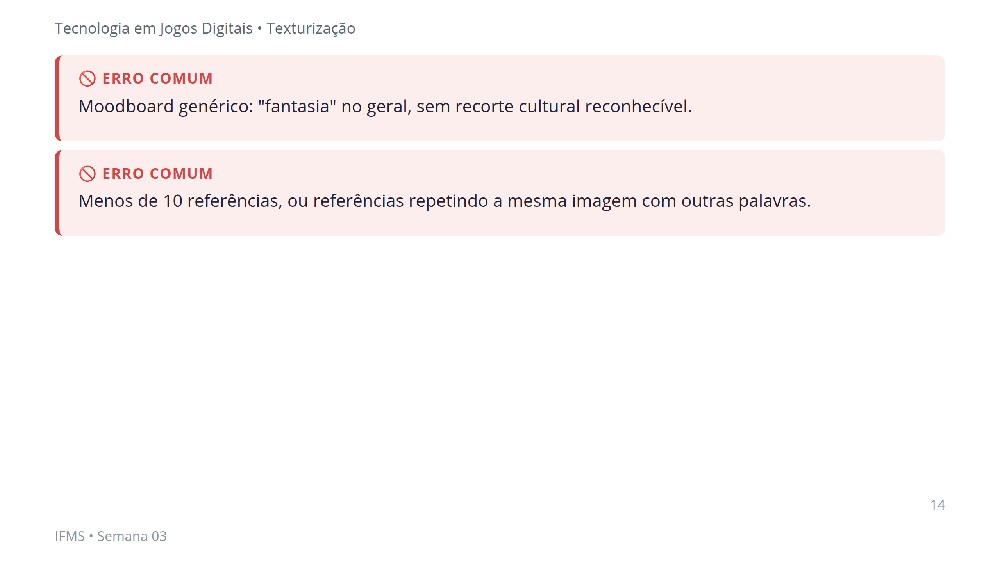 Tecnologia em Jogos Digitais • Texturização
🚫 ERRO COMUM
Moodboard genérico: "fantasia" no geral, sem recorte cultural reconhecível.
🚫 ERRO COMUM
Menos de 10 referências, ou referências repetindo a mesma imagem com outras palavras.
14
IFMS • Semana 03